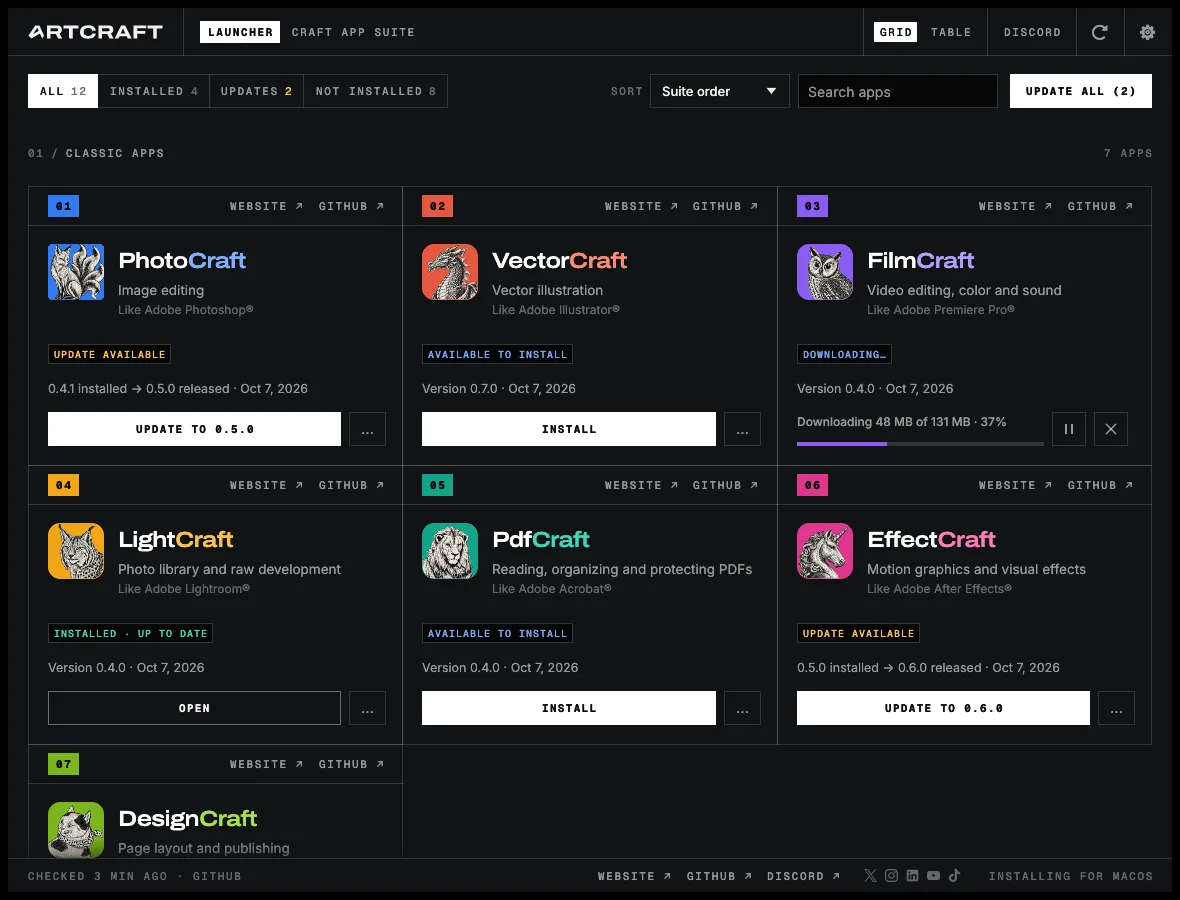 ARTCRAFT LAUNCHER CRAFT APP SUITE GRID TABLE DISCORD
ALL 12 INSTALLED 4 UPDATES 2 NOT INSTALLED 8 SORT Suite order Search apps UPDATE ALL (2)
01 / CLASSIC APPS 7 APPS
01 WEBSITE ↗ GITHUB ↗
PhotoCraft
Image editing
Like Adobe Photoshop®
UPDATE AVAILABLE
0.4.1 installed → 0.5.0 released · Oct 7, 2026
UPDATE TO 0.5.0 ...
02 WEBSITE ↗ GITHUB ↗
VectorCraft
Vector illustration
Like Adobe Illustrator®
AVAILABLE TO INSTALL
Version 0.7.0 · Oct 7, 2026
INSTALL ...
03 WEBSITE ↗ GITHUB ↗
FilmCraft
Video editing, color and sound
Like Adobe Premiere Pro®
DOWNLOADING…
Version 0.4.0 · Oct 7, 2026
Downloading 48 MB of 131 MB · 37%
04 WEBSITE ↗ GITHUB ↗
LightCraft
Photo library and raw development
Like Adobe Lightroom®
INSTALLED · UP TO DATE
Version 0.4.0 · Oct 7, 2026
OPEN ...
05 WEBSITE ↗ GITHUB ↗
PdfCraft
Reading, organizing and protecting PDFs
Like Adobe Acrobat®
AVAILABLE TO INSTALL
Version 0.4.0 · Oct 7, 2026
INSTALL ...
06 WEBSITE ↗ GITHUB ↗
EffectCraft
Motion graphics and visual effects
Like Adobe After Effects®
UPDATE AVAILABLE
0.5.0 installed → 0.6.0 released · Oct 7, 2026
UPDATE TO 0.6.0 ...
07 WEBSITE ↗ GITHUB ↗
DesignCraft
Page layout and publishing
CHECKED 3 MIN AGO · GITHUB WEBSITE ↗ GITHUB ↗ DISCORD ↗ INSTALLING FOR MACOS